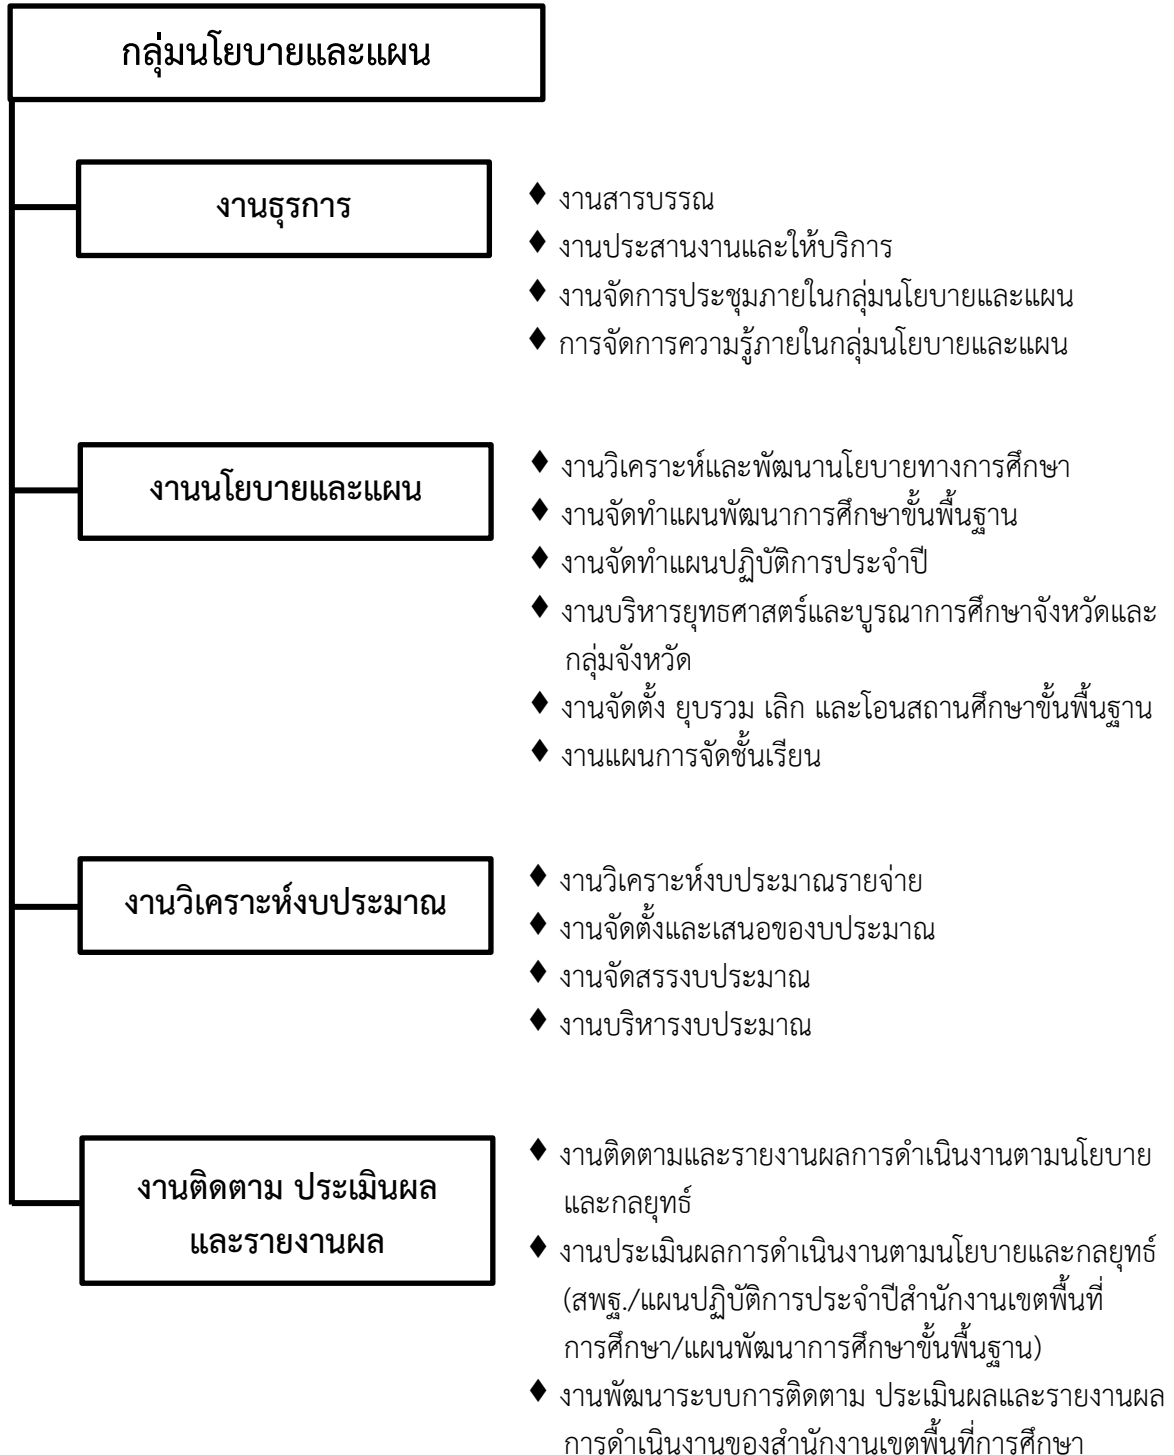 กลุ่มนโยบายและแผน
งานธุรการ
♦ งานสารบรรณ
♦ งานประสานงานและให้บริการ
♦ งานจัดการประชุมภายในกลุ่มนโยบายและแผน
♦ การจัดการความรู้ภายในกลุ่มนโยบายและแผน
งานนโยบายและแผน
♦ งานวิเคราะห์และพัฒนานโยบายทางการศึกษา
♦ งานจัดทำแผนพัฒนาการศึกษาขั้นพื้นฐาน
♦ งานจัดทำแผนปฏิบัติการประจำปี
♦ งานบริหารยุทธศาสตร์และบูรณาการศึกษาจังหวัดและ
กลุ่มจังหวัด
♦ งานจัดตั้ง ยุบรวม เลิก และโอนสถานศึกษาขั้นพื้นฐาน
♦ งานแผนการจัดชั้นเรียน
งานวิเคราะห์งบประมาณ
♦ งานวิเคราะห์งบประมาณรายจ่าย
♦ งานจัดตั้งและเสนอของบประมาณ
♦ งานจัดสรรงบประมาณ
♦ งานบริหารงบประมาณ
งานติดตาม ประเมินผล
และรายงานผล
♦ งานติดตามและรายงานผลการดำเนินงานตามนโยบาย
และกลยุทธ์
♦ งานประเมินผลการดำเนินงานตามนโยบายและกลยุทธ์
(สพฐ./แผนปฏิบัติการประจำปีสำนักงานเขตพื้นที่
การศึกษา/แผนพัฒนาการศึกษาขั้นพื้นฐาน)
♦ งานพัฒนาระบบการติดตาม ประเมินผลและรายงานผล
การดำเนินงานของสำนักงานเขตพื้นที่การศึกษา